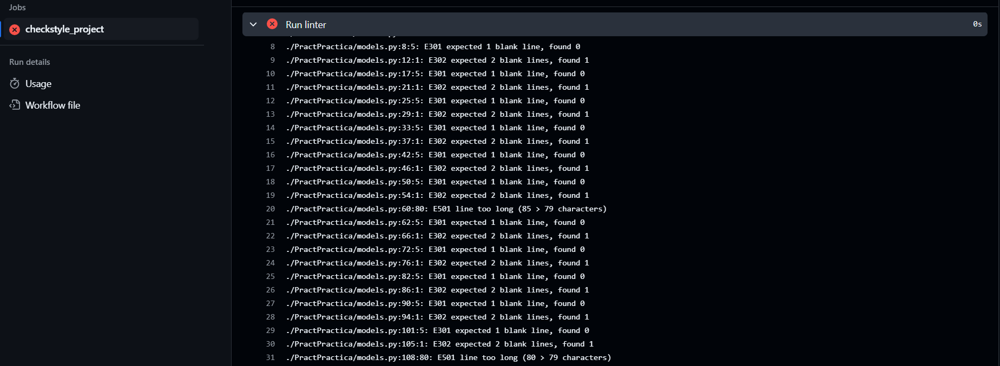 Jobs
checkstyle_project
Run details
Usage
Workflow file
Run linter 0s
8 ./PractPractica/models.py:8:5: E301 expected 1 blank line, found 0
9 ./PractPractica/models.py:12:1: E302 expected 2 blank lines, found 1
10 ./PractPractica/models.py:17:5: E301 expected 1 blank line, found 0
11 ./PractPractica/models.py:21:1: E302 expected 2 blank lines, found 1
12 ./PractPractica/models.py:25:5: E301 expected 1 blank line, found 0
13 ./PractPractica/models.py:29:1: E302 expected 2 blank lines, found 1
14 ./PractPractica/models.py:33:5: E301 expected 1 blank line, found 0
15 ./PractPractica/models.py:37:1: E302 expected 2 blank lines, found 1
16 ./PractPractica/models.py:42:5: E301 expected 1 blank line, found 0
17 ./PractPractica/models.py:46:1: E302 expected 2 blank lines, found 1
18 ./PractPractica/models.py:50:5: E301 expected 1 blank line, found 0
19 ./PractPractica/models.py:54:1: E302 expected 2 blank lines, found 1
20 ./PractPractica/models.py:60:80: E501 line too long (85 > 79 characters)
21 ./PractPractica/models.py:62:5: E301 expected 1 blank line, found 0
22 ./PractPractica/models.py:66:1: E302 expected 2 blank lines, found 1
23 ./PractPractica/models.py:72:5: E301 expected 1 blank line, found 0
24 ./PractPractica/models.py:76:1: E302 expected 2 blank lines, found 1
25 ./PractPractica/models.py:82:5: E301 expected 1 blank line, found 0
26 ./PractPractica/models.py:86:1: E302 expected 2 blank lines, found 1
27 ./PractPractica/models.py:90:5: E301 expected 1 blank line, found 0
28 ./PractPractica/models.py:94:1: E302 expected 2 blank lines, found 1
29 ./PractPractica/models.py:101:5: E301 expected 1 blank line, found 0
30 ./PractPractica/models.py:105:1: E302 expected 2 blank lines, found 1
31 ./PractPractica/models.py:108:80: E501 line too long (80 > 79 characters)